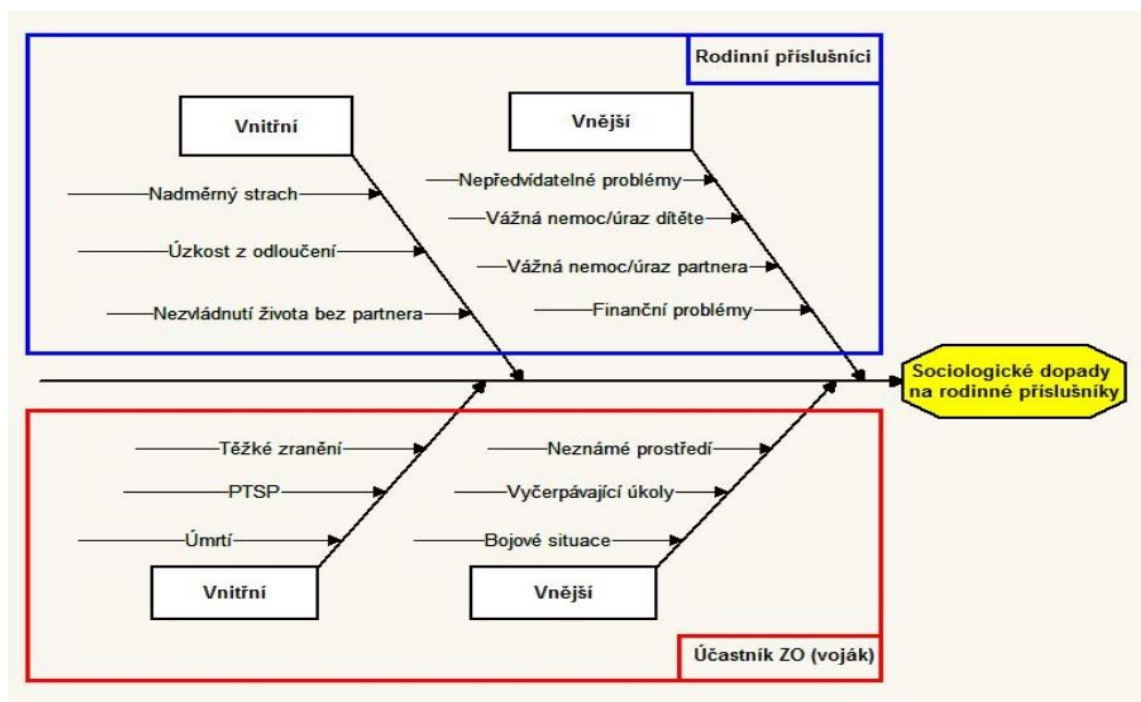 Rodinní příslušníci
Vnitřní
Nadměrný strach
Úzkost z odloučení
Nezvládnutí života bez partnera
Vnější
Nepředvídatelné problémy
Vážná nemoc/úraz dítěte
Vážná nemoc/úraz partnera
Finanční problémy
Sociologické dopady
na rodinné příslušníky
Těžké zranění
PTSP
Úmrtí
Vnitřní
Neznámé prostředí
Vyčerpávající úkoly
Bojové situace
Vnější
Účastník ZO (voják)